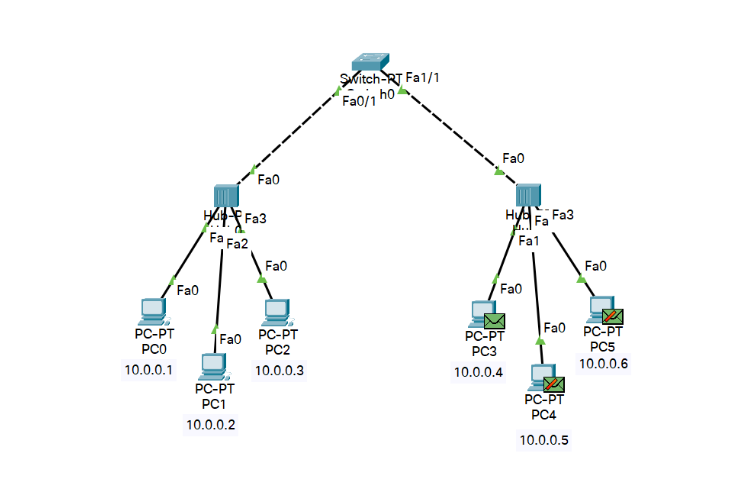 Switch-PT
Fa1/1
h0
Fa0/1
Fa0
Fa0
Fa3
Fa
Fa2
Fa
Fa3
Fa1
Fa0
Fa0
Fa0
Fa0
Fa0
Fa0
PC-PT
PC0
PC-PT
PC2
PC-PT
PC3
PC-PT
PC5
10.0.0.1
10.0.0.3
10.0.0.4
10.0.0.6
PC-PT
PC1
PC-PT
PC4
10.0.0.2
10.0.0.5